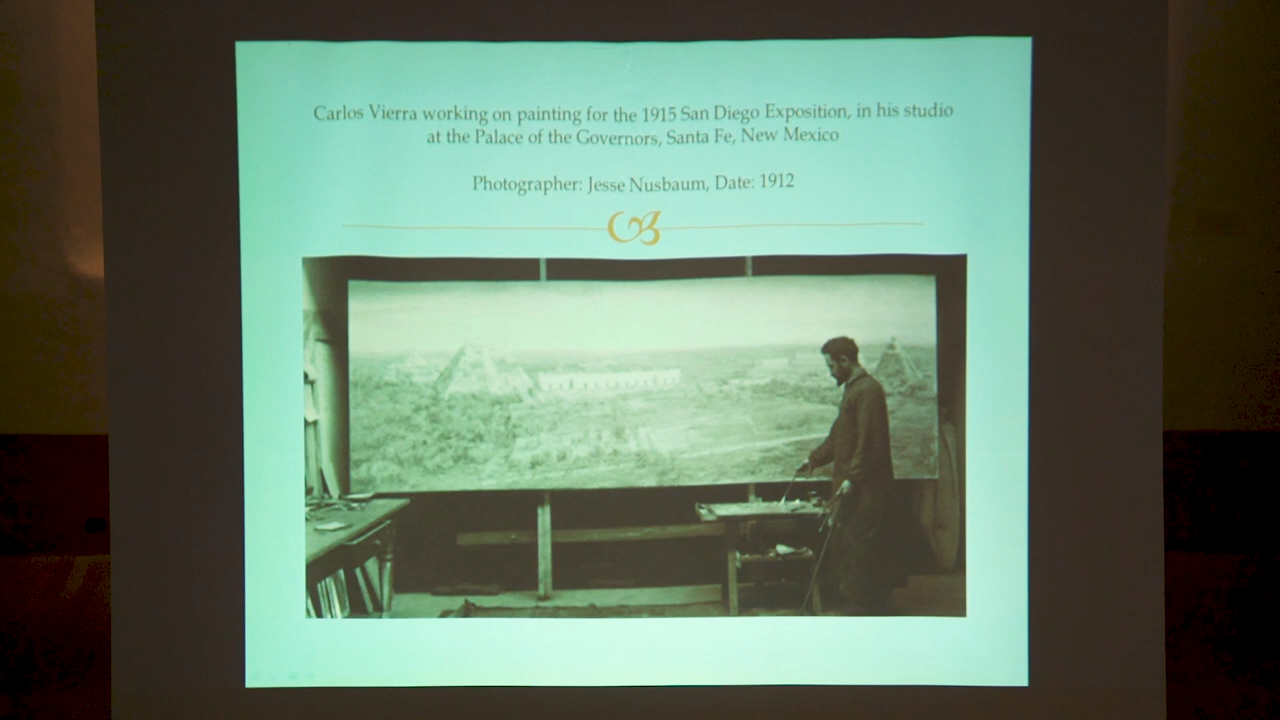 Carlos Vierra working on painting for the 1915 San Diego Exposition, in his studio
at the Palace of the Governors, Santa Fe, New Mexico
Photographer: Jesse Nusbaum, Date: 1912